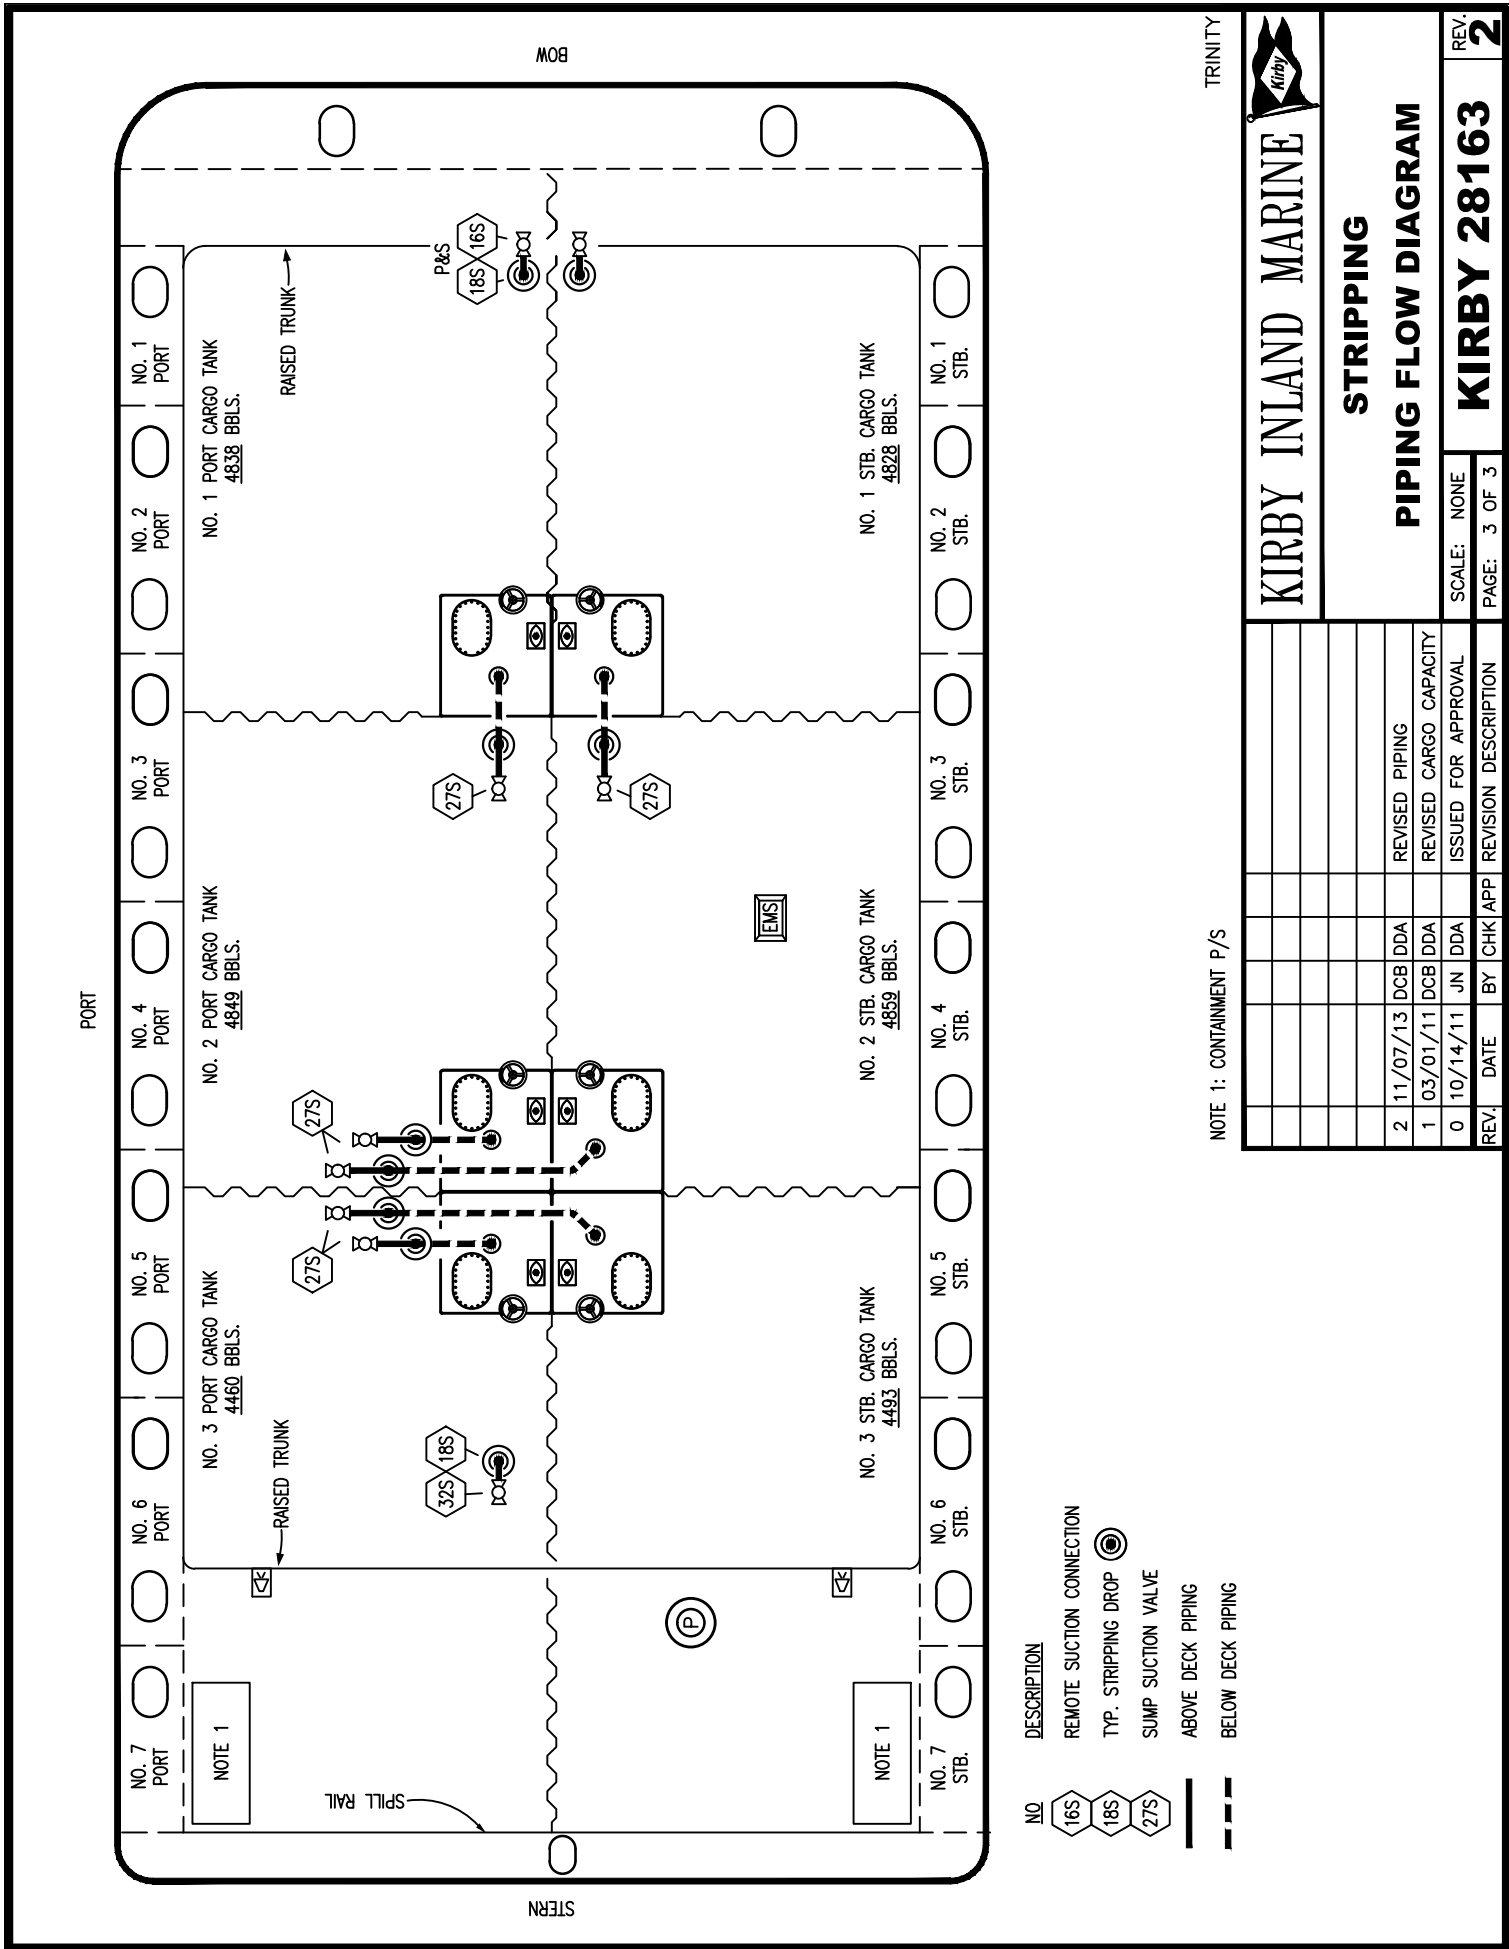 PORT
BOW
STERN
NO. 7
PORT
NO. 6
PORT
NO. 5
PORT
NO. 4
PORT
NO. 3
PORT
NO. 2
PORT
NO. 1
PORT
NOTE 1
SPILL RAIL
RAISED TRUNK
NO. 3 PORT CARGO TANK
4460 BBLS.
NO. 2 PORT CARGO TANK
4849 BBLS.
NO. 1 PORT CARGO TANK
4838 BBLS.
RAISED TRUNK
32S
18S
27S
27S
27S
27S
P&S
18S
16S
P
EMS
NO. 3 STB. CARGO TANK
4493 BBLS.
NO. 2 STB. CARGO TANK
4859 BBLS.
NO. 1 STB. CARGO TANK
4828 BBLS.
NOTE 1
NO. 7
STB.
NO. 6
STB.
NO. 5
STB.
NO. 4
STB.
NO. 3
STB.
NO. 2
STB.
NO. 1
STB.
NO DESCRIPTION
16S REMOTE SUCTION CONNECTION
18S TYP. STRIPPING DROP
27S SUMP SUCTION VALVE
ABOVE DECK PIPING
BELOW DECK PIPING
NOTE 1: CONTAINMENT P/S
TRINITY
2 11/07/13 DCB DDA REVISED PIPING
1 03/01/11 DCB DDA REVISED CARGO CAPACITY
0 10/14/11 JN DDA ISSUED FOR APPROVAL
REV. DATE BY CHK APP REVISION DESCRIPTION
KIRBY INLAND MARINE
Kirby
STRIPPING
PIPING FLOW DIAGRAM
SCALE: NONE
PAGE: 3 OF 3
KIRBY 28163
REV.
2